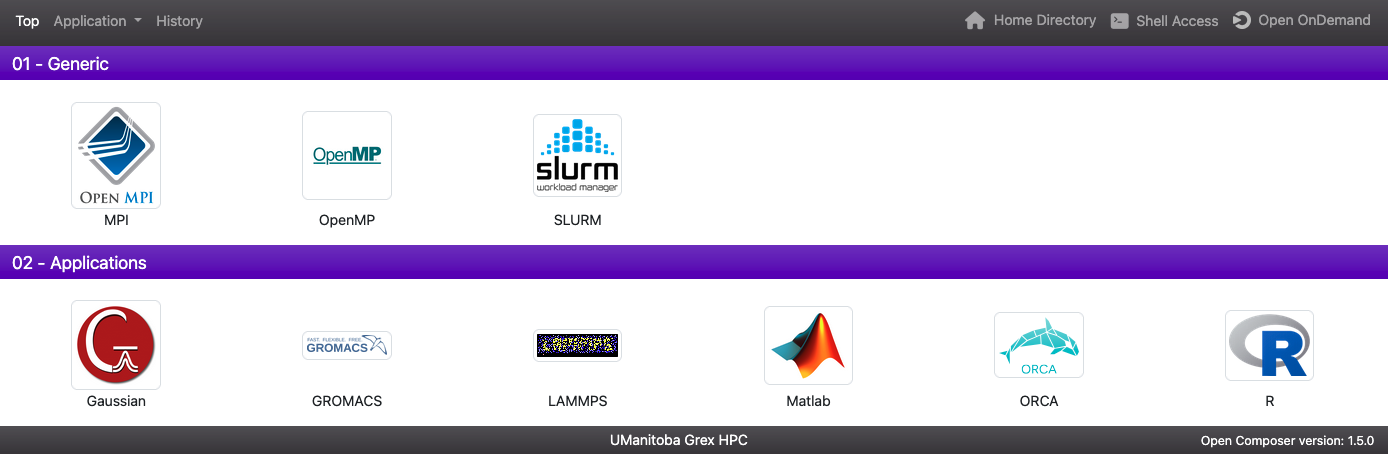 Top Application History Home Directory Shell Access Open OnDemand
01 - Generic
OpenMP
slurm
workload manager
OPEN MPI
MPI OpenMP SLURM
02 - Applications
FAST. FLEXIBLE. FREE.
GROMACS
LAMMPS
ORCA
R
Gaussian GROMACS LAMMPS Matlab ORCA R
UManitoba Grex HPC Open Composer version: 1.5.0